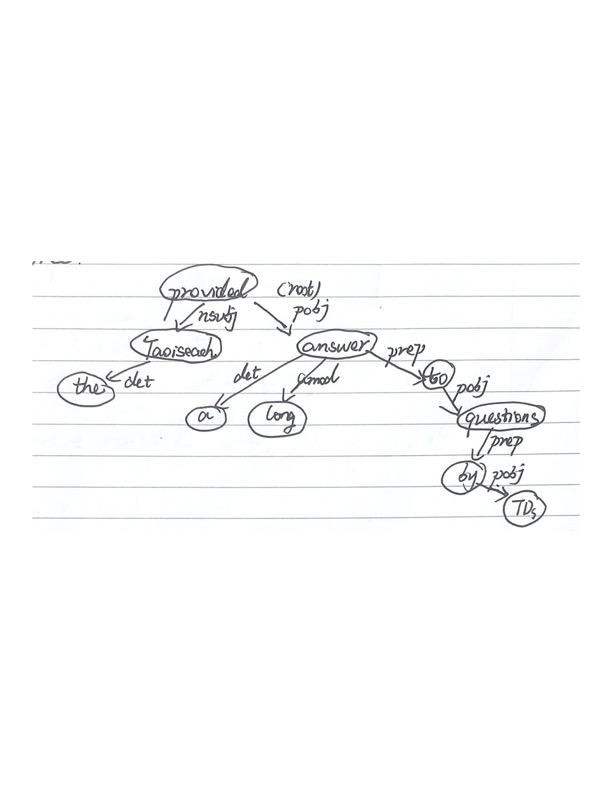 provided (root)
nsubj pobj
Taoiseach answer prep
the det det amod to pobj
a long questions
prep
by pobj
TDs